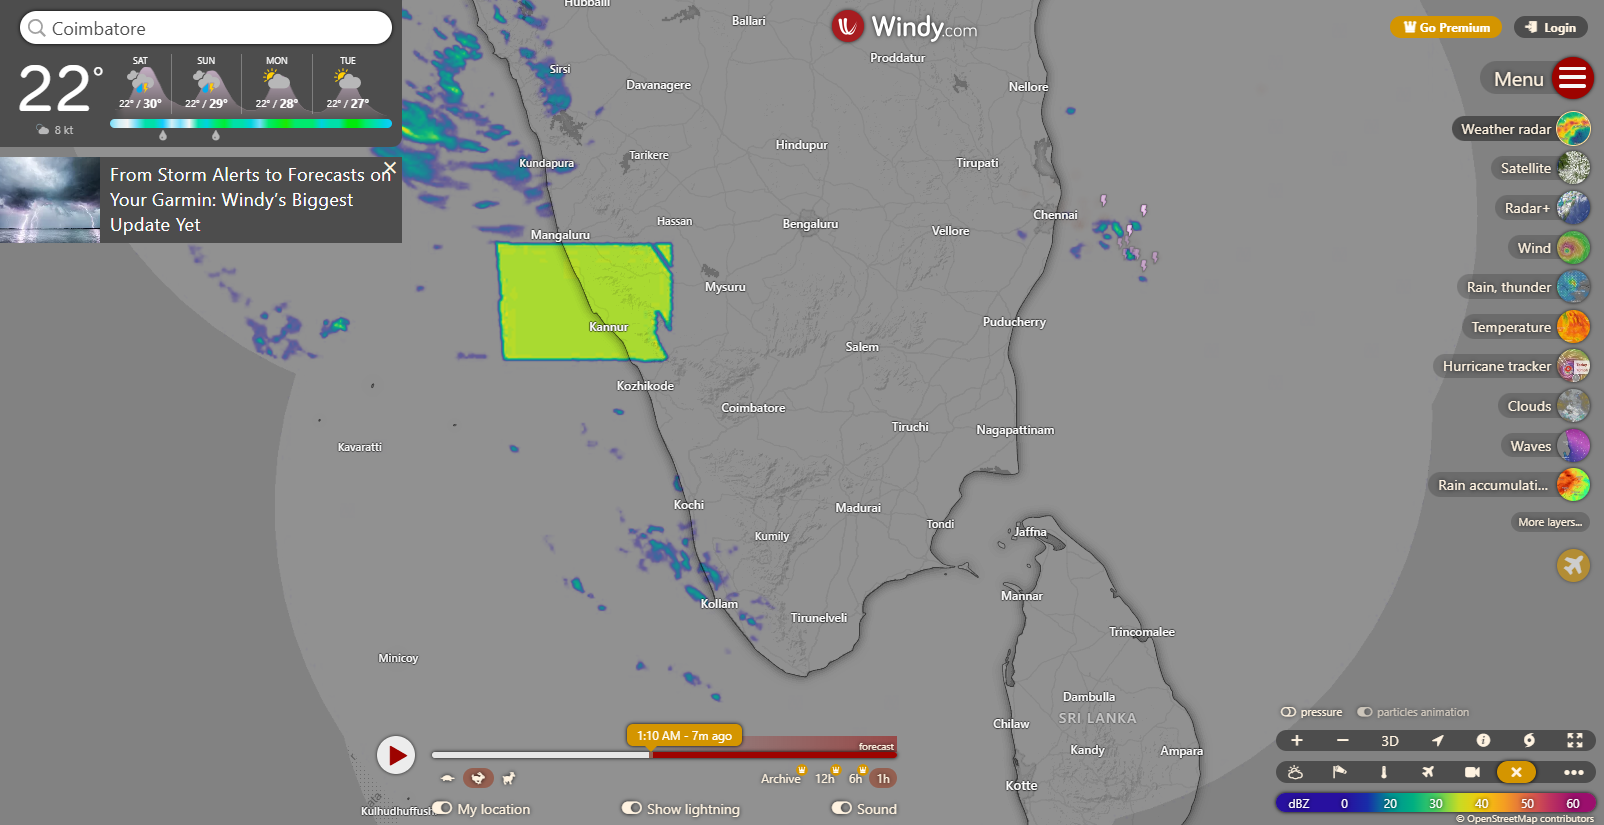 Coimbatore
22°
8 kt
SAT
22° / 30°
SUN
22° / 29°
MON
22° / 28°
TUE
22° / 27°
From Storm Alerts to Forecasts on
Your Garmin: Windy’s Biggest
Update Yet
Windy.com
Go Premium
Login
Menu
Weather radar
Satellite
Radar+
Wind
Rain, thunder
Temperature
Hurricane tracker
Clouds
Waves
Rain accumulati...
More layers...
Hubballi
Ballari
Proddatur
Sirsi
Davanagere
Nellore
Hindupur
Kundapura
Tarikere
Tirupati
Mangaluru
Hassan
Bengaluru
Vellore
Chennai
Mysuru
Kannur
Puducherry
Salem
Kozhikode
Coimbatore
Tiruchi
Nagapattinam
Kavaratti
Kochi
Madurai
Tondi
Jaffna
Kumily
Kollam
Tirunelveli
Mannar
Trincomalee
Minicoy
Dambulla
SRI LANKA
Chilaw
Kandy
Ampara
Kotte
Kulhudhuffush
1:10 AM - 7m ago
forecast
Archive
12h
6h
1h
My location
Show lightning
Sound
pressure
particles animation
3D
dBZ 0 20 30 40 50 60
© OpenStreetMap contributors